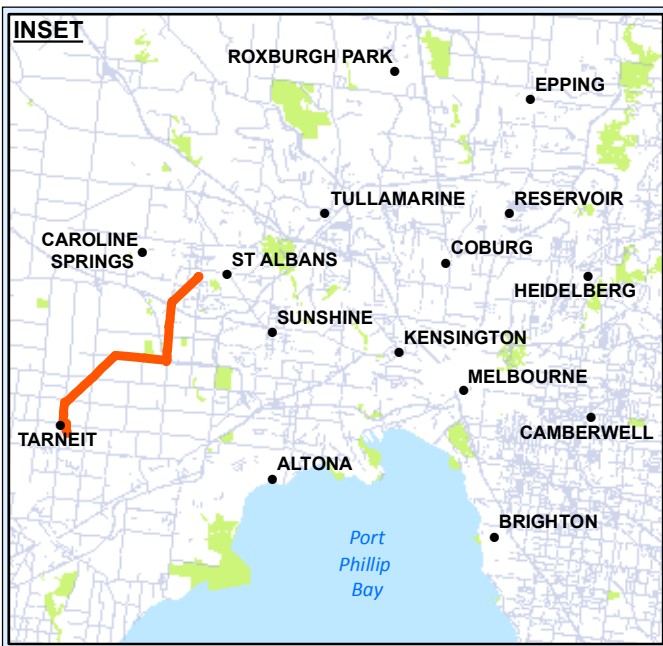 INSET
ROXBURGH PARK
EPPING
TULLAMARINE
RESERVOIR
CAROLINE
SPRINGS
ST ALBANS
COBURG
HEIDELBERG
SUNSHINE
KENSINGTON
MELBOURNE
TARNEIT
CAMBERWELL
ALTONA
BRIGHTON
Port
Phillip
Bay